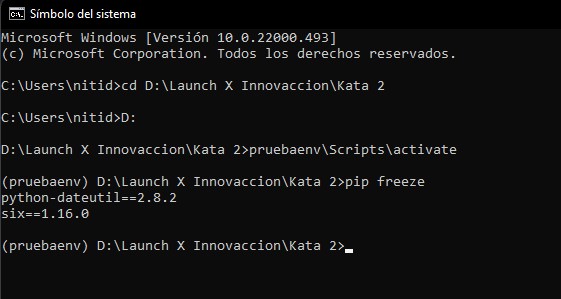 Símbolo del sistema
Microsoft Windows [Versión 10.0.22000.493]
(c) Microsoft Corporation. Todos los derechos reservados.
C:\Users\nitid>cd D:\Launch X Innovaccion\Kata 2
C:\Users\nitid>D:
D:\Launch X Innovaccion\Kata 2>pruebaenv\Scripts\activate
(pruebaenv) D:\Launch X Innovaccion\Kata 2>pip freeze
python-dateutil==2.8.2
six==1.16.0
(pruebaenv) D:\Launch X Innovaccion\Kata 2>